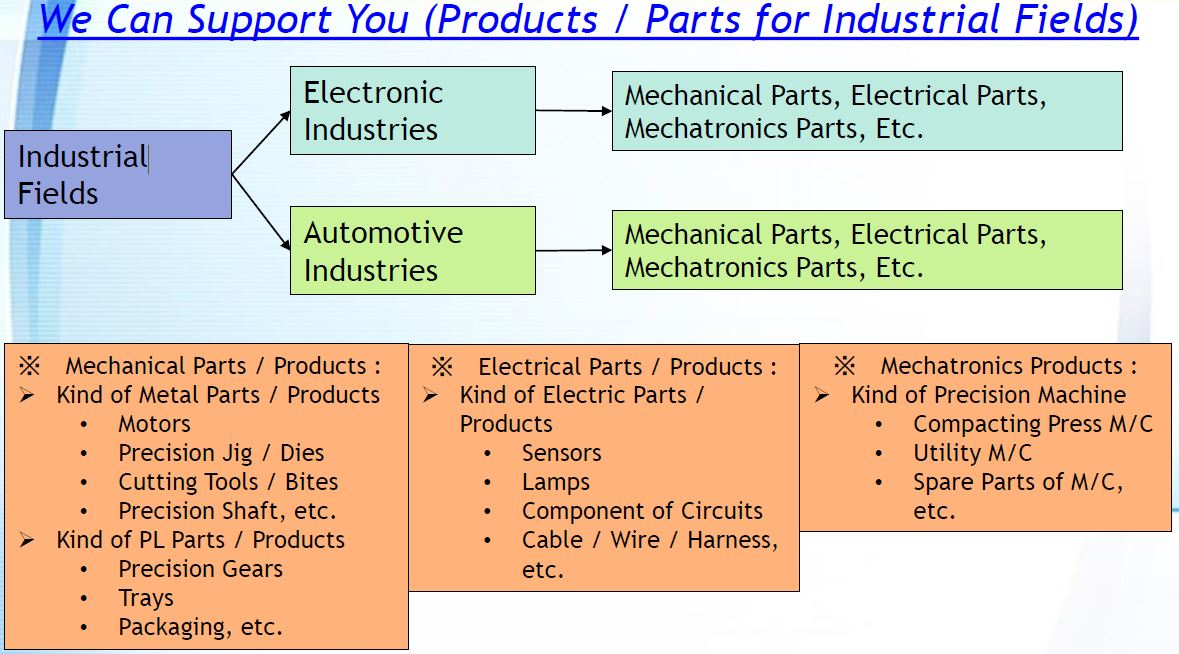 We Can Support You (Products / Parts for Industrial Fields)
Industrial
Fields
Electronic
Industries
Mechanical Parts, Electrical Parts,
Mechatronics Parts, Etc.
Automotive
Industries
Mechanical Parts, Electrical Parts,
Mechatronics Parts, Etc.
※ Mechanical Parts / Products :
➢ Kind of Metal Parts / Products
• Motors
• Precision Jig / Dies
• Cutting Tools / Bites
• Precision Shaft, etc.
➢ Kind of PL Parts / Products
• Precision Gears
• Trays
• Packaging, etc.
※ Electrical Parts / Products :
➢ Kind of Electric Parts /
Products
• Sensors
• Lamps
• Component of Circuits
• Cable / Wire / Harness,
etc.
※ Mechatronics Products :
➢ Kind of Precision Machine
• Compacting Press M/C
• Utility M/C
• Spare Parts of M/C,
etc.